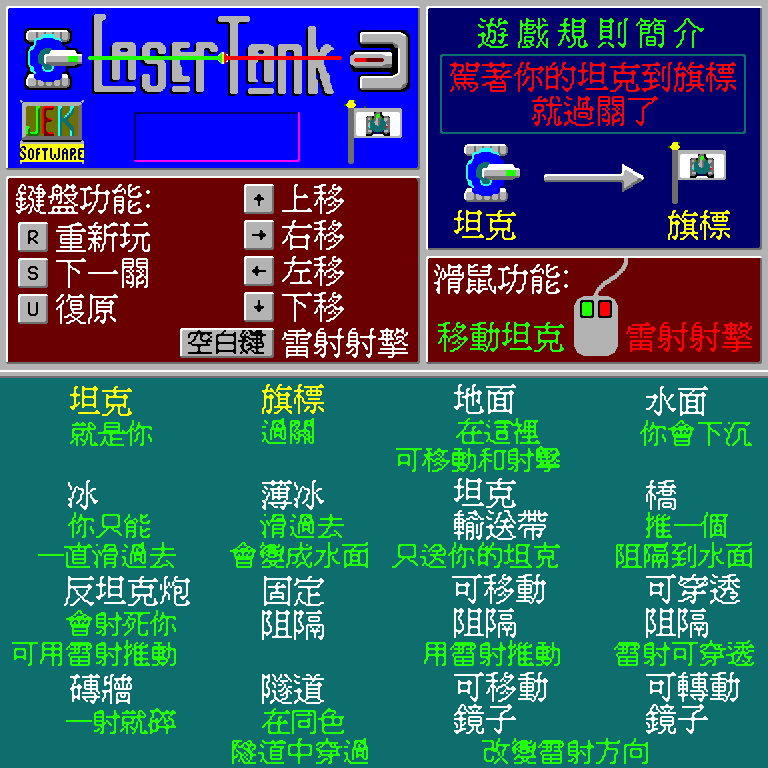 LaserTank
JEK
SOFTWARE
遊戲規則簡介
駕著你的坦克到旗標
就過關了
坦克
旗標
鍵盤功能:
R 重新玩
S 下一關
U 復原
↑ 上移
→ 右移
← 左移
↓ 下移
空白鍵 雷射射擊
滑鼠功能:
移動坦克
雷射射擊
坦克
就是你
旗標
過關
地面
在這裡
可移動和射擊
水面
你會下沉
冰
你只能
一直滑過去
薄冰
滑過去
會變成水面
坦克
輸送帶
只送你的坦克
橋
推一個
阻隔到水面
反坦克炮
會射死你
可用雷射推動
固定
阻隔
可移動
阻隔
用雷射推動
可穿透
阻隔
雷射可穿透
磚牆
一射就碎
隧道
在同色
隧道中穿過
可移動
鏡子
可轉動
鏡子
改變雷射方向